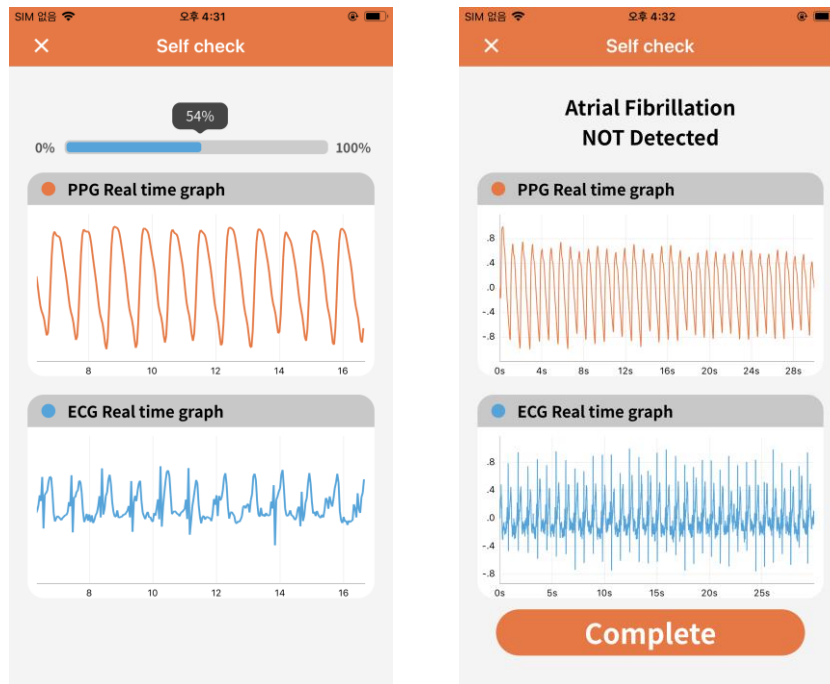 SIM 없음 오후 4:31
Self check
54%
0% 100%
PPG Real time graph
8 10 12 14 16
ECG Real time graph
8 10 12 14 16
SIM 없음 오후 4:32
Self check
Atrial Fibrillation
NOT Detected
PPG Real time graph
.8
.4
.0
-.4
-.8
0s 4s 8s 12s 16s 20s 24s 28s
ECG Real time graph
.8
.4
.0
-.4
-.8
0s 5s 10s 15s 20s 25s
Complete